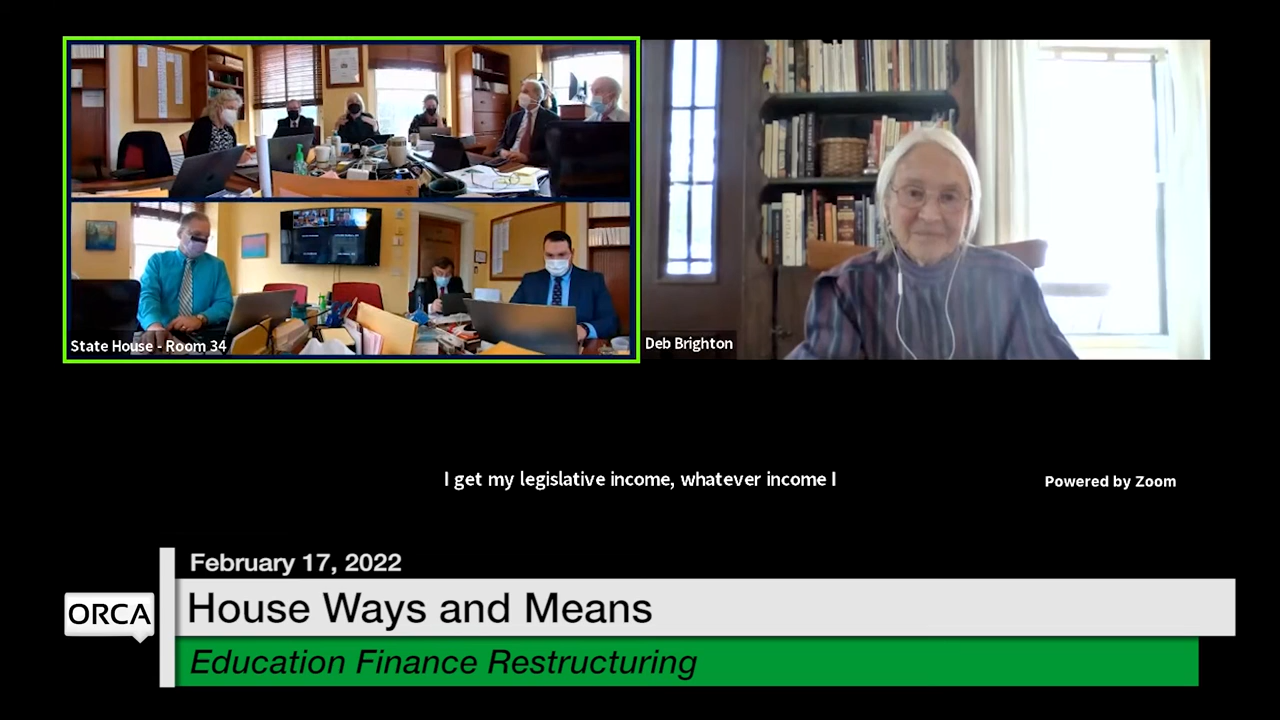 State House - Room 34
Deb Brighton
I get my legislative income, whatever income I
Powered by Zoom
February 17, 2022
ORCA
House Ways and Means
Education Finance Restructuring